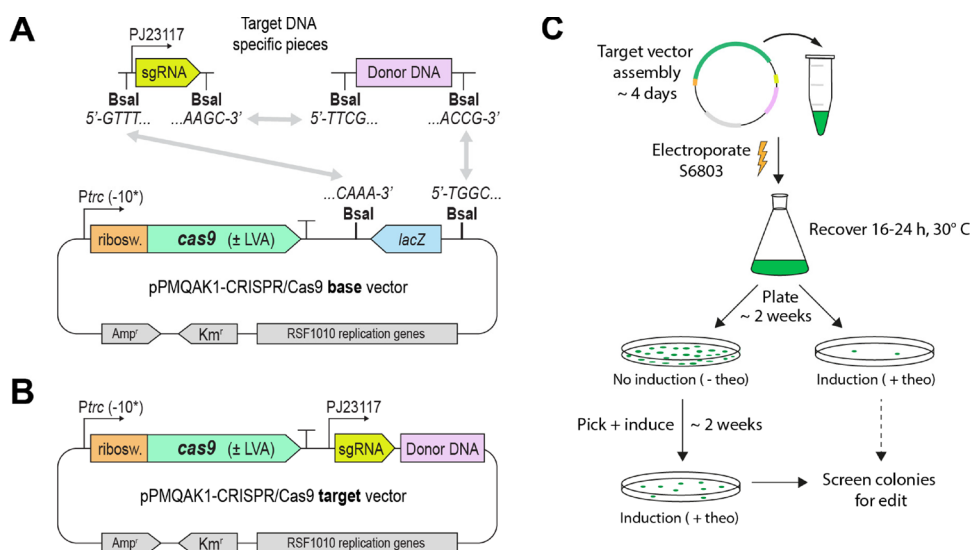 A
Target DNA
specific pieces
PJ23117
sgRNA
Donor DNA
BsaI
BsaI
BsaI
BsaI
5'-GTTT...
...AAGC-3'
5'-TTCG...
...ACCG-3'
...CAAA-3'
5'-TGGC...
BsaI
BsaI
Ptrc (-10*)
ribosw.
cas9 (± LVA)
lacZ
pPMQAK1-CRISPR/Cas9 base vector
Ampʳ
Kmʳ
RSF1010 replication genes
B
Ptrc (-10*)
PJ23117
ribosw.
cas9 (± LVA)
sgRNA
Donor DNA
pPMQAK1-CRISPR/Cas9 target vector
Ampʳ
Kmʳ
RSF1010 replication genes
C
Target vector
assembly
~ 4 days
Electroporate
S6803
Recover 16-24 h, 30° C
Plate
~ 2 weeks
No induction ( - theo)
Induction ( + theo)
Pick + induce
~ 2 weeks
Induction ( + theo)
Screen colonies
for edit